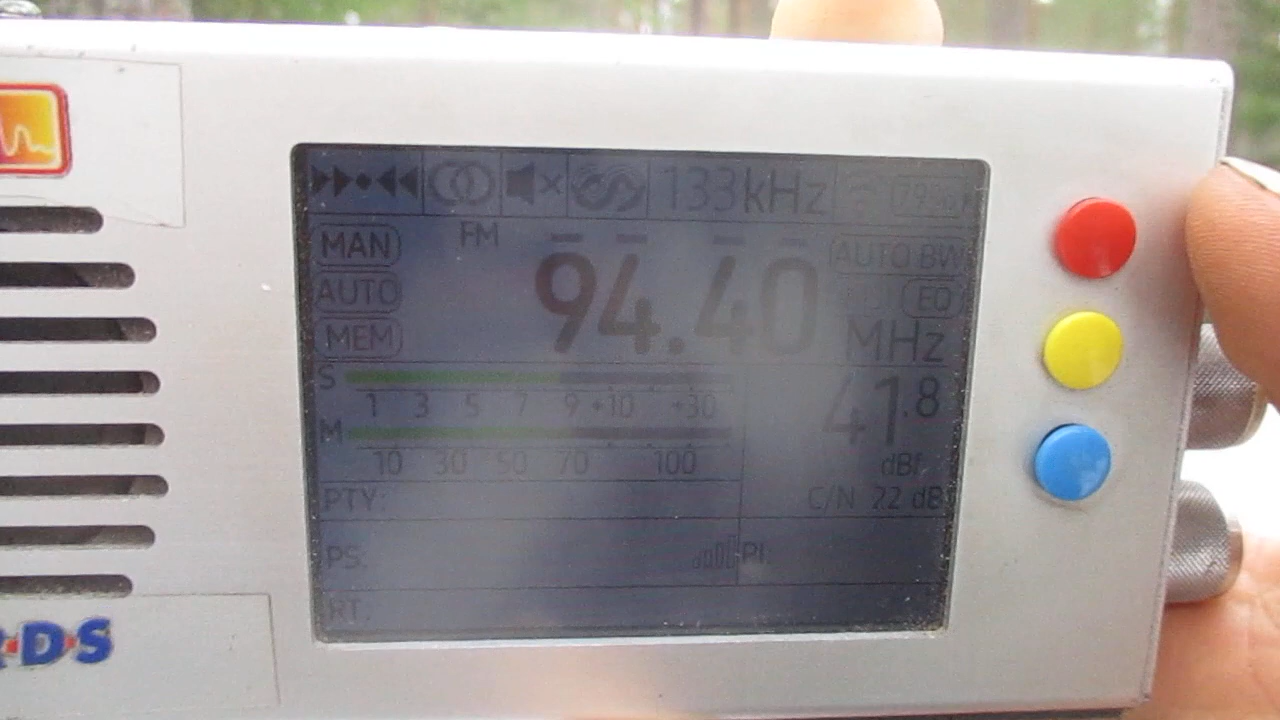 133kHz
FM
MAN
AUTO BW
94.40
AUTO
EQ
MEM
MHz
S
1 3 5 7 9 +10 +30
41.8
M
10 30 50 70 100
dBf
PTY:
C/N 22 dB
PS:
PI:
RT:
R·D·S